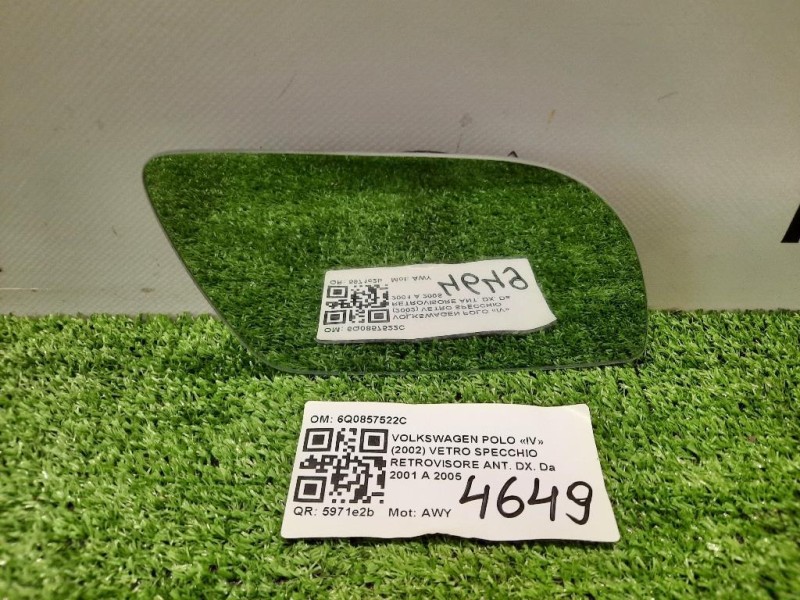 OM: 6Q0857522C
VOLKSWAGEN POLO «IV»
(2002) VETRO SPECCHIO
RETROVISORE ANT. DX. Da
2001 A 2005
4649
QR: 5971e2b Mot: AWY